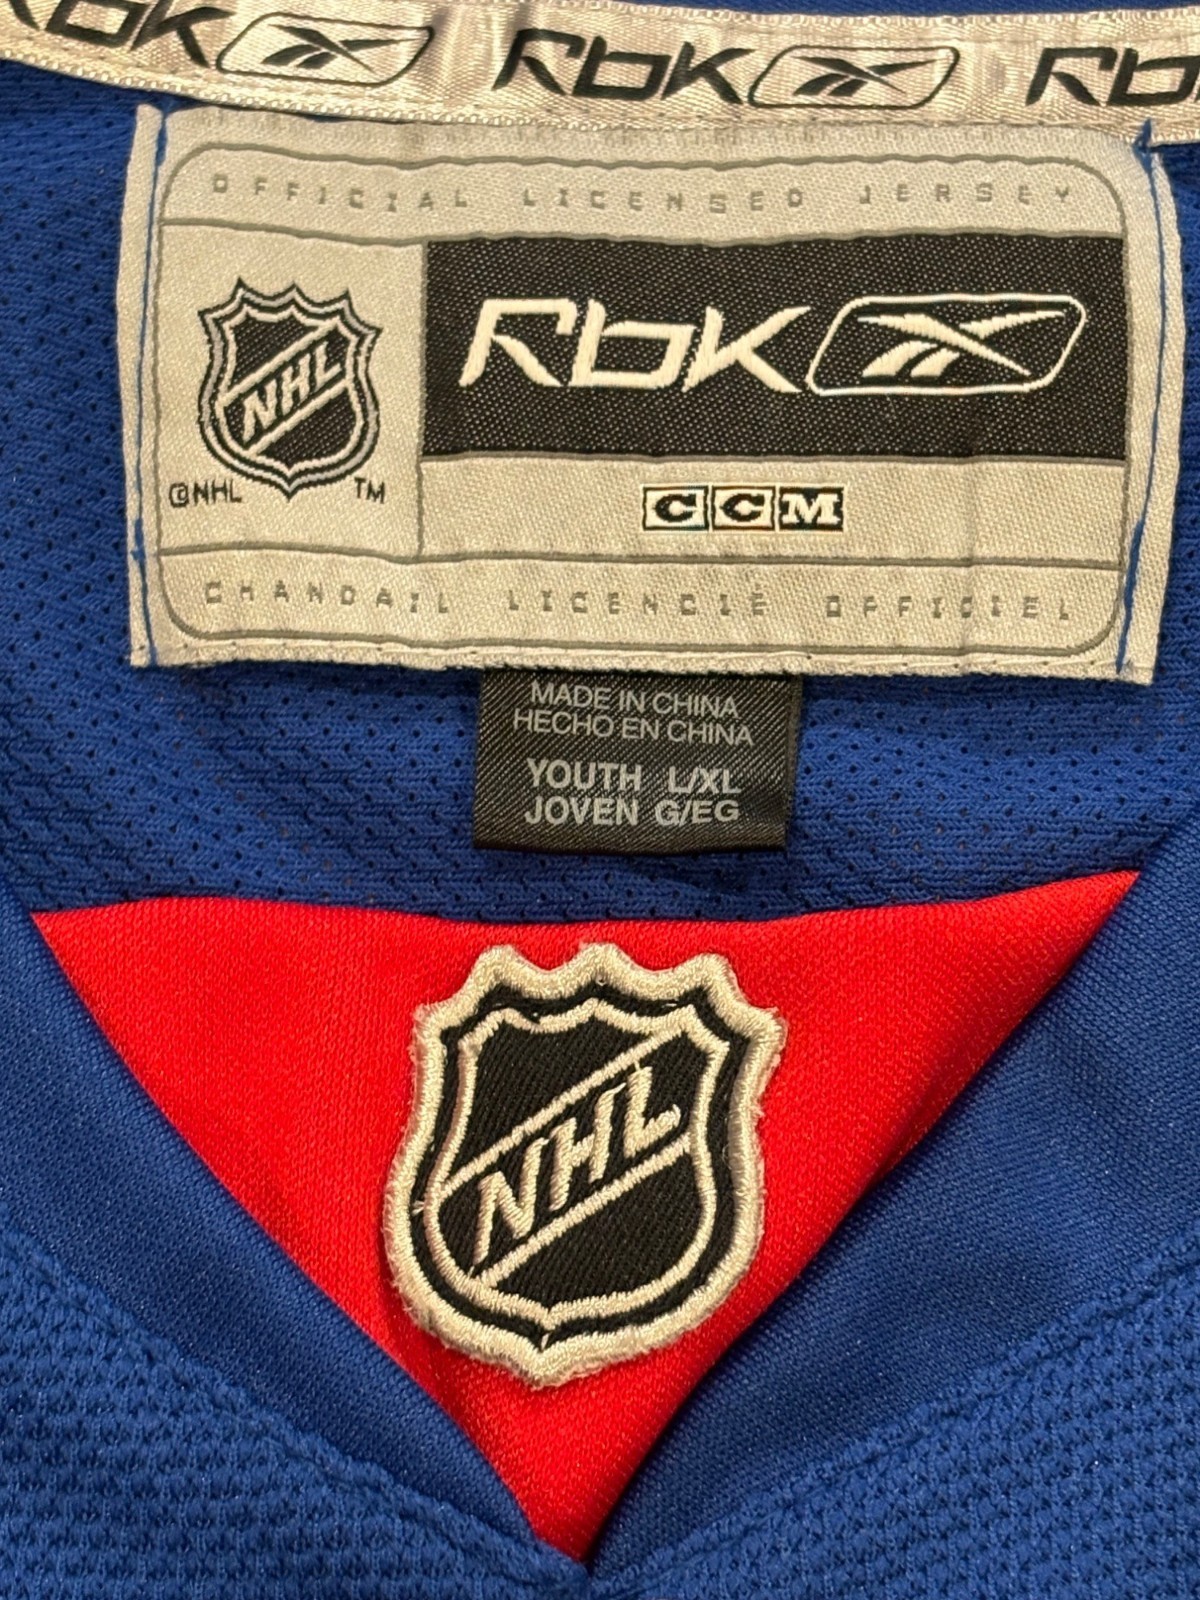 RbK RbK Rb
OFFICIAL LICENSED JERSEY
NHL
©NHL TM
RbK
CCM
CHANDAIL LICENCIÉ OFFICIEL
MADE IN CHINA
HECHO EN CHINA
YOUTH L/XL
JOVEN G/EG
NHL